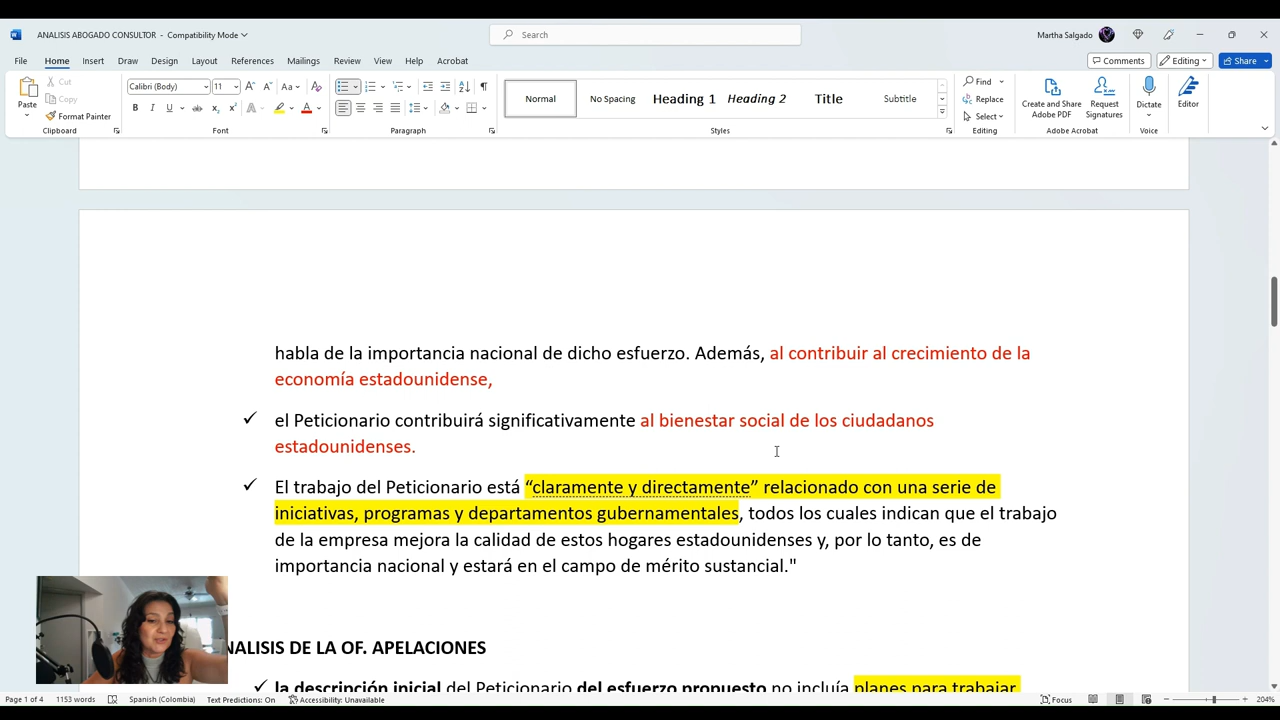 ANALISIS ABOGADO CONSULTOR - Compatibility Mode
Search
Martha Salgado
File Home Insert Draw Design Layout References Mailings Review View Help Acrobat
Comments Editing Share
Paste
Cut
Copy
Format Painter
Calibri (Body) 11
Normal
No Spacing
Heading 1
Heading 2
Title
Subtitle
Find
Replace
Select
Create and Share Adobe PDF
Request Signatures
Dictate
Editor
Clipboard Font Paragraph Styles Editing Adobe Acrobat Voice
habla de la importancia nacional de dicho esfuerzo. Además, al contribuir al crecimiento de la
economía estadounidense,
✓ el Peticionario contribuirá significativamente al bienestar social de los ciudadanos
estadounidenses.
✓ El trabajo del Peticionario está “claramente y directamente” relacionado con una serie de
iniciativas, programas y departamentos gubernamentales, todos los cuales indican que el trabajo
de la empresa mejora la calidad de estos hogares estadounidenses y, por lo tanto, es de
importancia nacional y estará en el campo de mérito sustancial."
NALISIS DE LA OF. APELACIONES
✓ la descripción inicial del Peticionario del esfuerzo propuesto no incluía planes para trabajar
Page 1 of 4 1153 words Spanish (Colombia) Text Predictions: On Accessibility: Unavailable Focus 204%